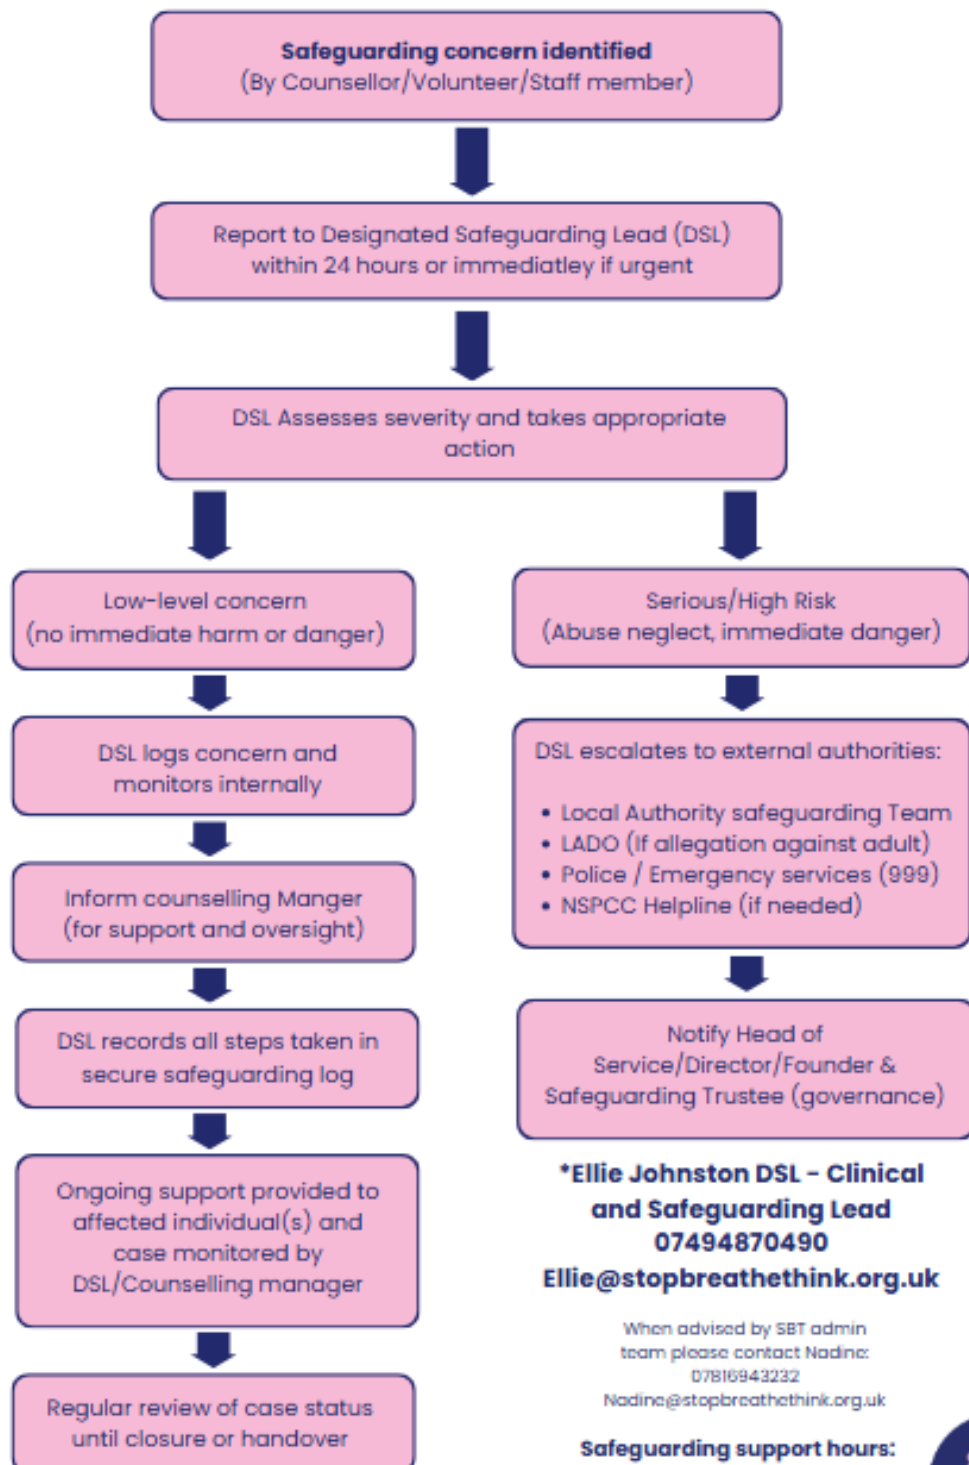 Safeguarding concern identified
(By Counsellor/Volunteer/Staff member)
Report to Designated Safeguarding Lead (DSL)
within 24 hours or immediatley if urgent
DSL Assesses severity and takes appropriate
action
Low-level concern
(no immediate harm or danger)
DSL logs concern and
monitors internally
Inform counselling Manger
(for support and oversight)
DSL records all steps taken in
secure safeguarding log
Ongoing support provided to
affected individual(s) and
case monitored by
DSL/Counselling manager
Regular review of case status
until closure or handover
Serious/High Risk
(Abuse neglect, immediate danger)
DSL escalates to external authorities:
• Local Authority safeguarding Team
• LADO (If allegation against adult)
• Police / Emergency services (999)
• NSPCC Helpline (if needed)
Notify Head of
Service/Director/Founder &
Safeguarding Trustee (governance)
*Ellie Johnston DSL - Clinical
and Safeguarding Lead
07494870490
Ellie@stopbreathethink.org.uk
When advised by SBT admin
team please contact Nadine:
07816943232
Nadine@stopbreathethink.org.uk
Safeguarding support hours: